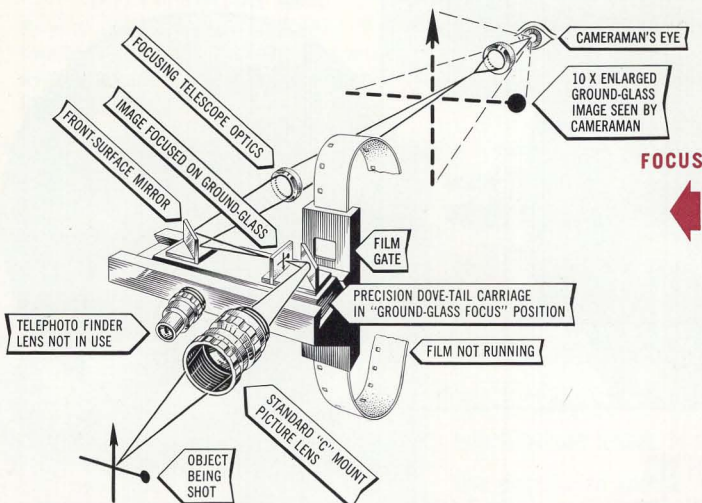 FOCUSING TELESCOPE OPTICS
IMAGE FOCUSED ON GROUND-GLASS
FRONT-SURFACE MIRROR
CAMERAMAN'S EYE
10 X ENLARGED
GROUND-GLASS
IMAGE SEEN BY
CAMERAMAN
FOCUS
FILM
GATE
PRECISION DOVE-TAIL CARRIAGE
IN "GROUND-GLASS FOCUS" POSITION
TELEPHOTO FINDER
LENS NOT IN USE
FILM NOT RUNNING
STANDARD "C" MOUNT
PICTURE LENS
OBJECT
BEING
SHOT